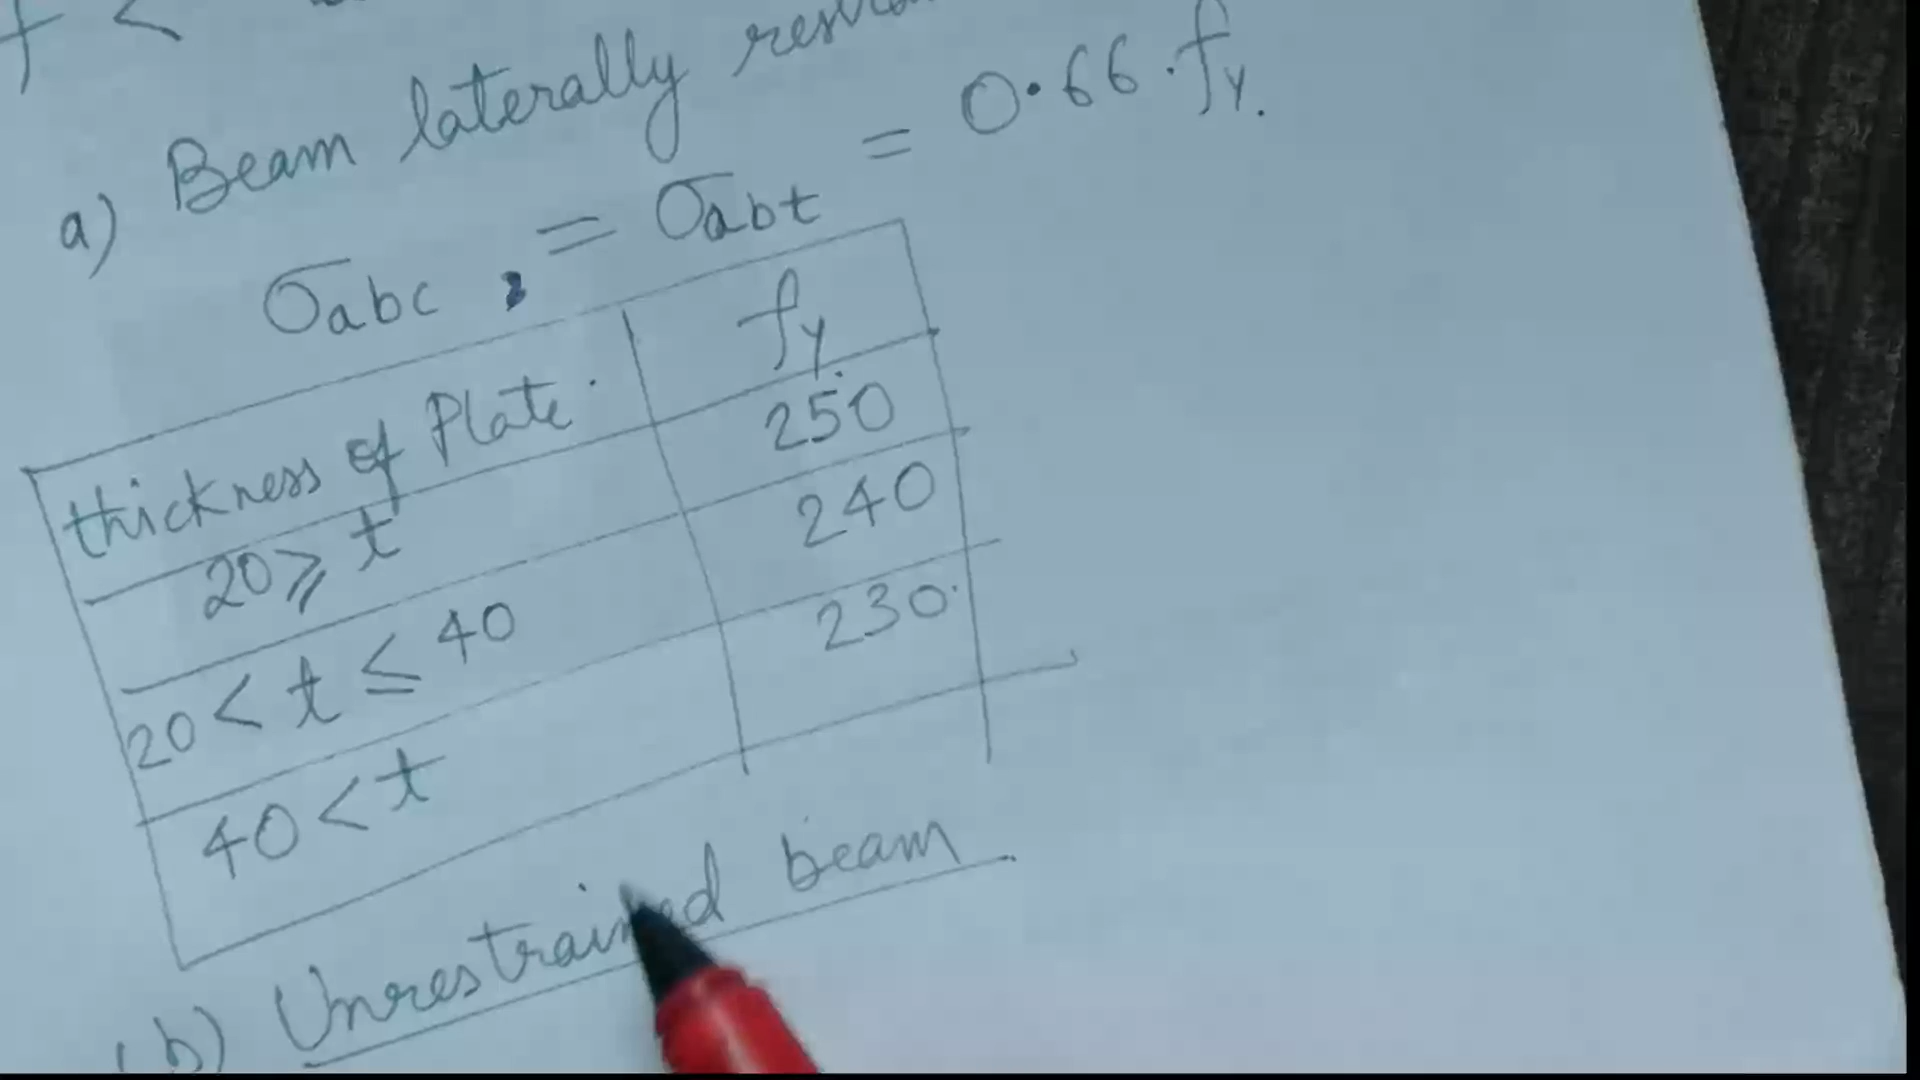 f <
a) Beam laterally
σabc = σabt = 0.66.fy.
thickness of Plate. fy
20 ⩾ t 250
20 < t ≤ 40 240
40 < t 230.
(b) Unrestrained beam